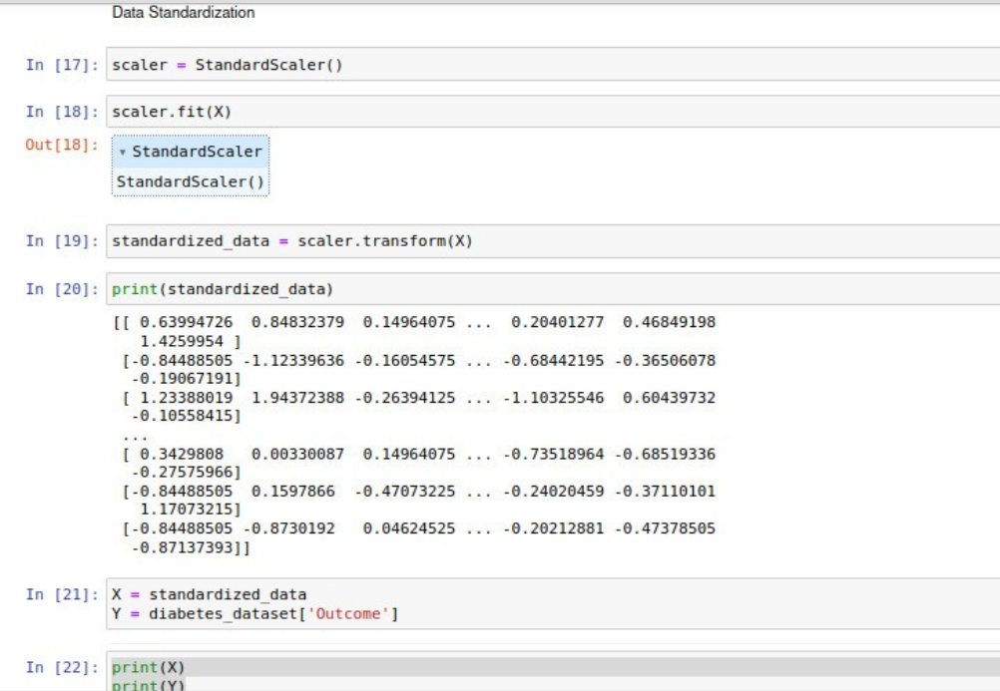 Data Standardization
In [17]: scaler = StandardScaler()
In [18]: scaler.fit(X)
Out[18]: ▾ StandardScaler
StandardScaler()
In [19]: standardized_data = scaler.transform(X)
In [20]: print(standardized_data)
[[ 0.63994726  0.84832379  0.14964075 ...  0.20401277  0.46849198
   1.4259954 ]
 [-0.84488505 -1.12339636 -0.16054575 ... -0.68442195 -0.36506078
  -0.19067191]
 [ 1.23388019  1.94372388 -0.26394125 ... -1.10325546  0.60439732
  -0.10558415]
 ...
 [ 0.3429808   0.00330087  0.14964075 ... -0.73518964 -0.68519336
  -0.27575966]
 [-0.84488505  0.1597866  -0.47073225 ... -0.24020459 -0.37110101
   1.17073215]
 [-0.84488505 -0.8730192   0.04624525 ... -0.20212881 -0.47378505
  -0.87137393]]
In [21]: X = standardized_data
Y = diabetes_dataset['Outcome']
In [22]: print(X)
print(Y)